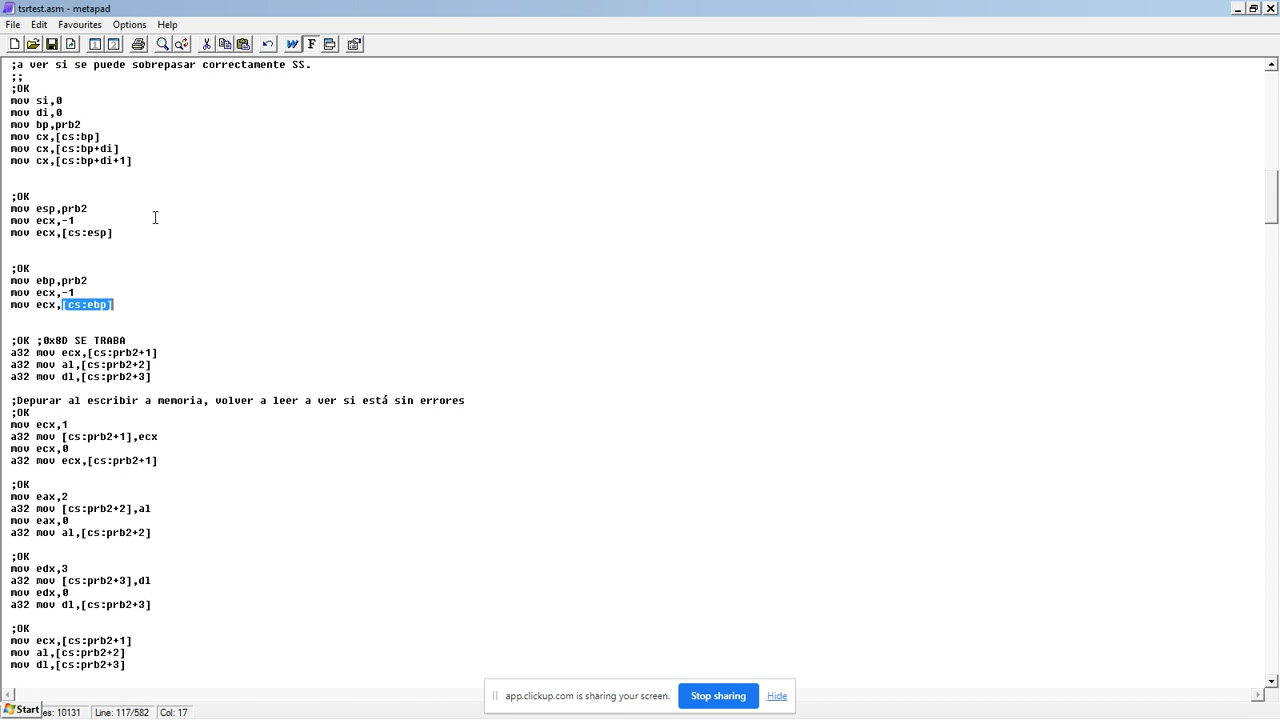 tsrtest.asm - metapad
File Edit Favourites Options Help
;a ver si se puede sobrepasar correctamente SS.
;;
;OK
mov si,0
mov di,0
mov bp,prb2
mov cx,[cs:bp]
mov cx,[cs:bp+di]
mov cx,[cs:bp+di+1]
;OK
mov esp,prb2
mov ecx,-1
mov ecx,[cs:esp]
;OK
mov ebp,prb2
mov ecx,-1
mov ecx,[cs:ebp]
;OK ;0x8D SE TRABA
a32 mov ecx,[cs:prb2+1]
a32 mov al,[cs:prb2+2]
a32 mov dl,[cs:prb2+3]
;Depurar al escribir a memoria, volver a leer a ver si está sin errores
;OK
mov ecx,1
a32 mov [cs:prb2+1],ecx
mov ecx,0
a32 mov ecx,[cs:prb2+1]
;OK
mov eax,2
a32 mov [cs:prb2+2],al
mov eax,0
a32 mov al,[cs:prb2+2]
;OK
mov edx,3
a32 mov [cs:prb2+3],dl
mov edx,0
a32 mov dl,[cs:prb2+3]
;OK
mov ecx,[cs:prb2+1]
mov al,[cs:prb2+2]
mov dl,[cs:prb2+3]
app.clickup.com is sharing your screen. Stop sharing Hide
Start es: 10131 Line: 117/582 Col: 17